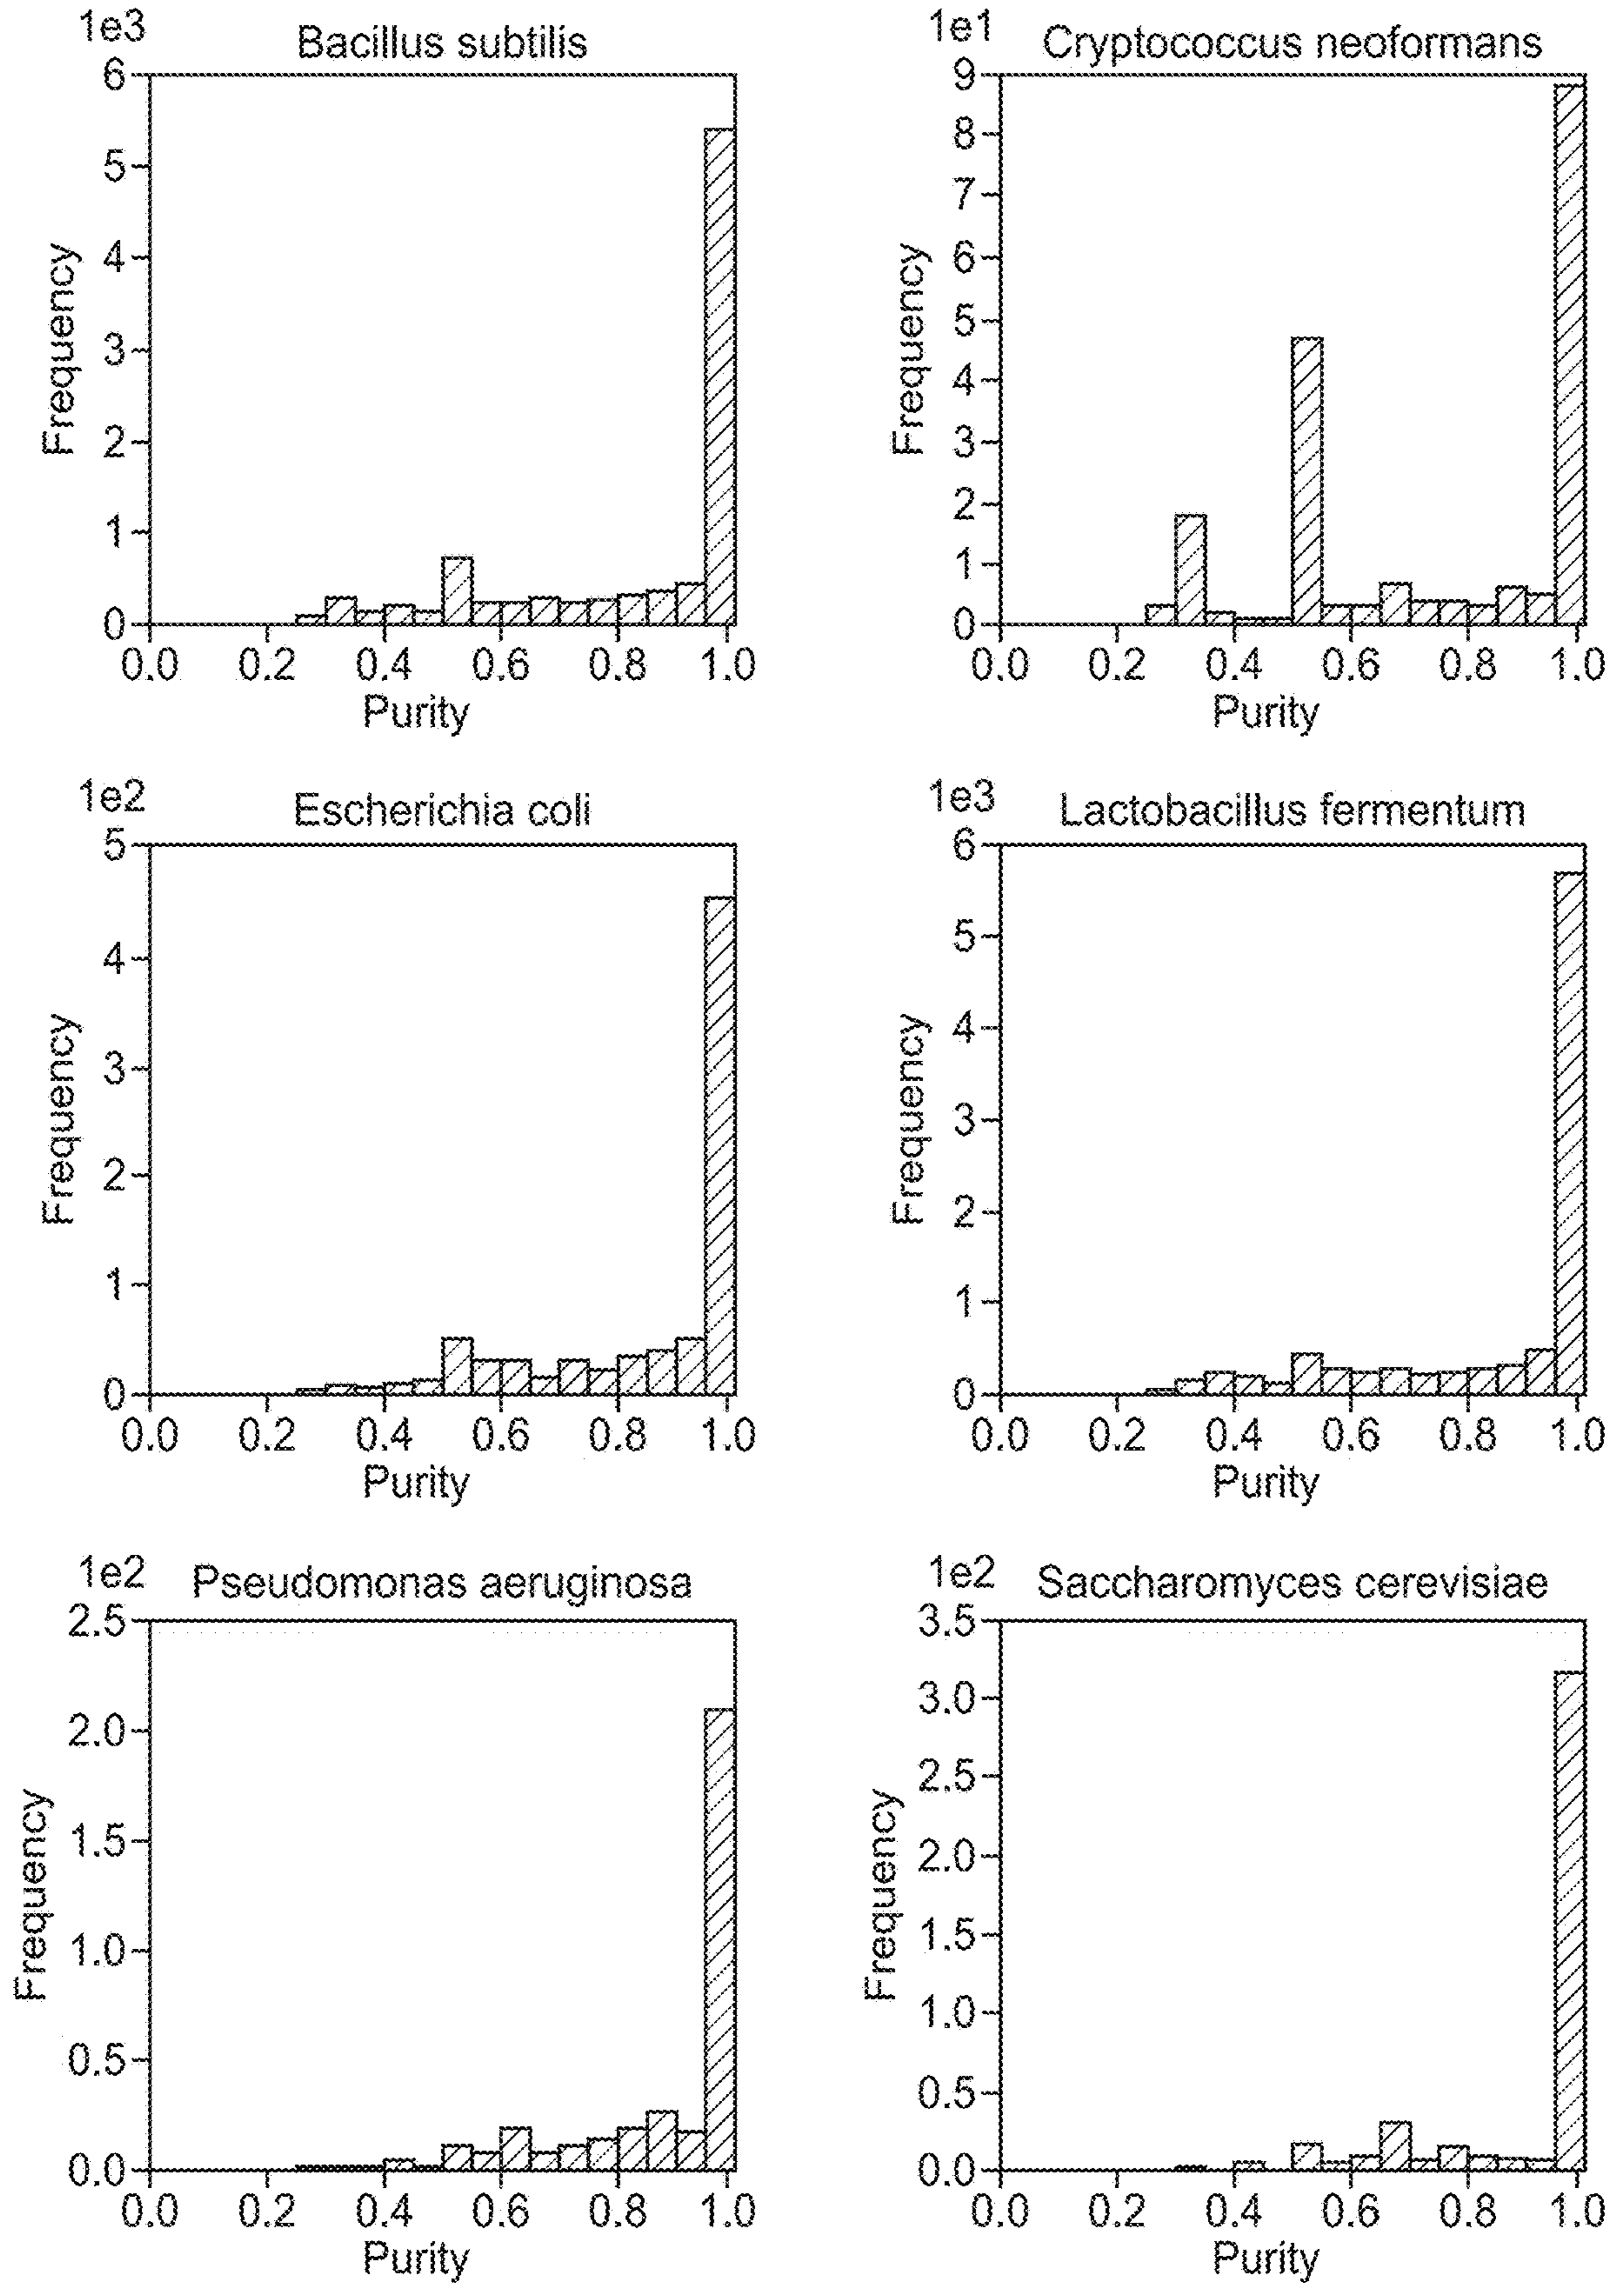 1e3 Bacillus subtilis
6
5
4
3
2
1
0
Frequency
0.0 0.2 0.4 0.6 0.8 1.0
Purity
1e1 Cryptococcus neoformans
9
8
7
6
5
4
3
2
1
0
Frequency
0.0 0.2 0.4 0.6 0.8 1.0
Purity
1e2 Escherichia coli
5
4
3
2
1
0
Frequency
0.0 0.2 0.4 0.6 0.8 1.0
Purity
1e3 Lactobacillus fermentum
6
5
4
3
2
1
0
Frequency
0.0 0.2 0.4 0.6 0.8 1.0
Purity
1e2 Pseudomonas aeruginosa
2.5
2.0
1.5
1.0
0.5
0.0
Frequency
0.0 0.2 0.4 0.6 0.8 1.0
Purity
1e2 Saccharomyces cerevisiae
3.5
3.0
2.5
2.0
1.5
1.0
0.5
0.0
Frequency
0.0 0.2 0.4 0.6 0.8 1.0
Purity